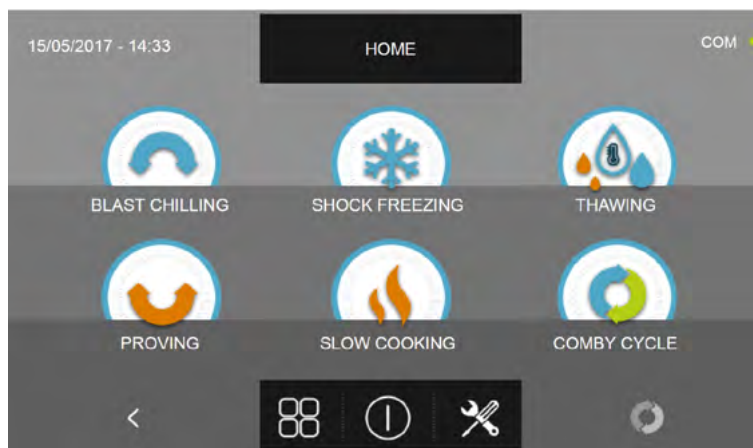 15/05/2017 - 14:33
HOME
COM
BLAST CHILLING
SHOCK FREEZING
THAWING
PROVING
SLOW COOKING
COMBY CYCLE